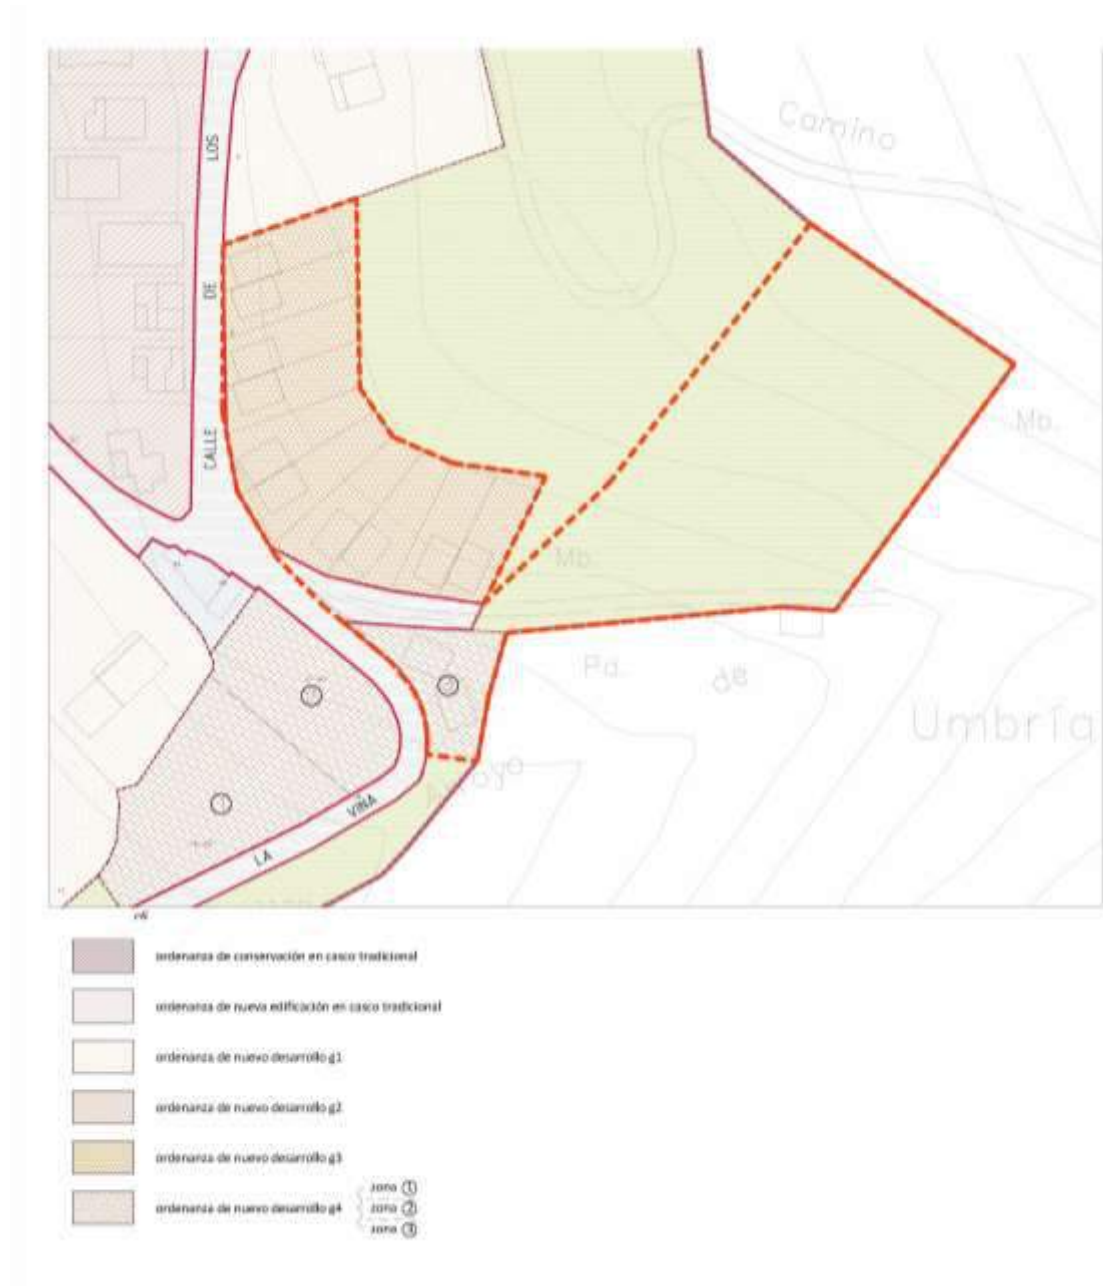 Camino
LOS
DE
CALLE
Mb.
Mb.
Pd.
de
Umbría
VIÑA
LA
ordenanza de conservación en casco tradicional
ordenanza de nueva edificación en casco tradicional
ordenanza de nuevo desarrollo g1
ordenanza de nuevo desarrollo g2
ordenanza de nuevo desarrollo g3
ordenanza de nuevo desarrollo g4
zona 1
zona 2
zona 3